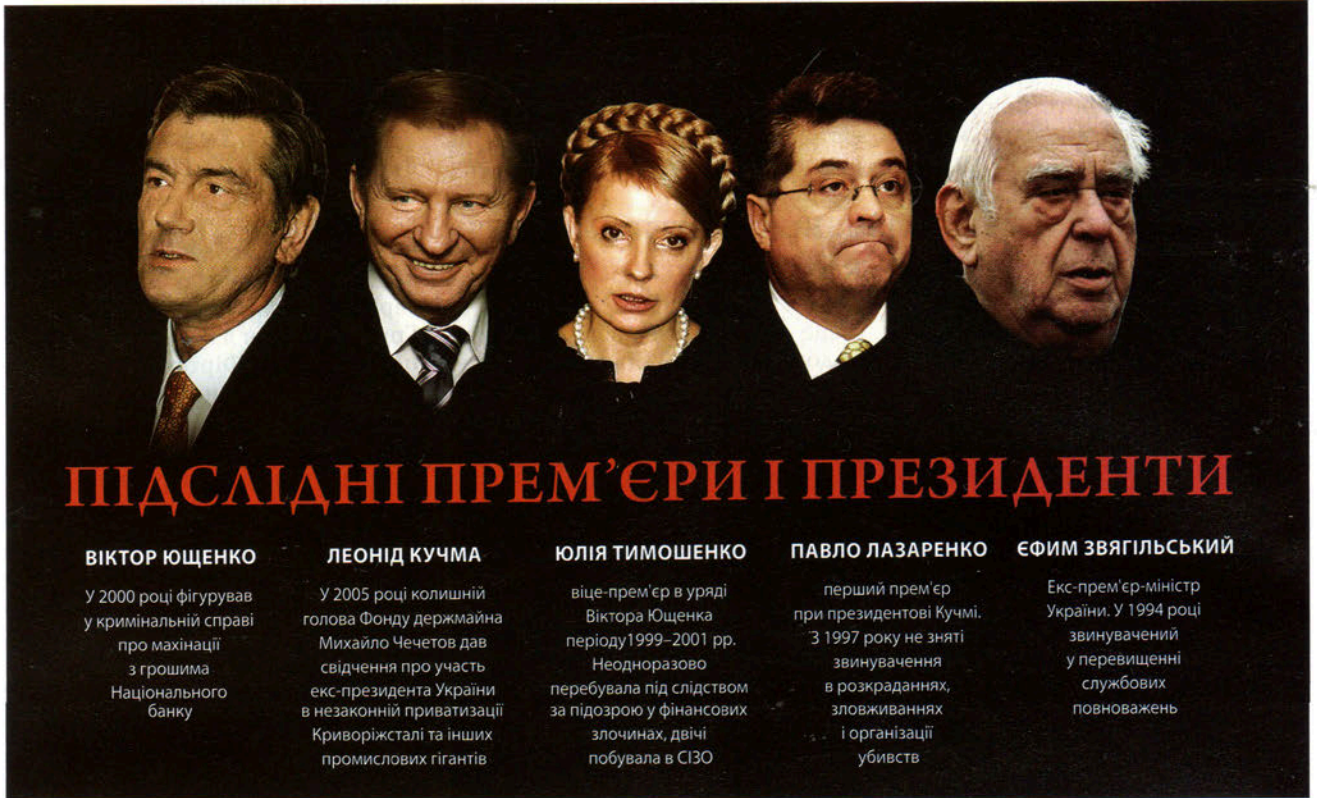 ПІДСЛІДНІ ПРЕМ’ЄРИ І ПРЕЗИДЕНТИ
ВІКТОР ЮЩЕНКО
У 2000 році фігурував
у кримінальній справі
про махінації
з грошима
Національного
банку
ЛЕОНІД КУЧМА
У 2005 році колишній
голова Фонду держмайна
Михайло Чечетов дав
свідчення про участь
екс-президента України
в незаконній приватизації
Криворіжсталі та інших
промислових гігантів
ЮЛІЯ ТИМОШЕНКО
віце-прем'єр в уряді
Віктора Ющенка
періоду1999–2001 рр.
Неодноразово
перебувала під слідством
за підозрою у фінансових
злочинах, двічі
побувала в СІЗО
ПАВЛО ЛАЗАРЕНКО
перший прем'єр
при президентові Кучмі.
З 1997 року не зняті
звинувачення
в розкраданнях,
зловживаннях
і організації
убивств
ЄФИМ ЗВЯГІЛЬСЬКИЙ
Екс-прем'єр-міністр
України. У 1994 році
звинувачений
у перевищенні
службових
повноважень